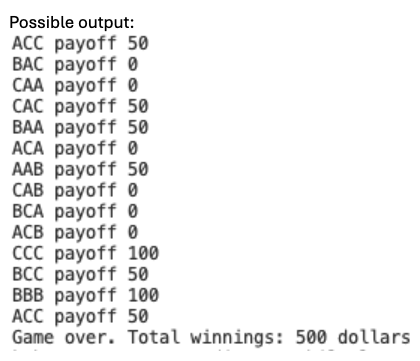 Possible output:
ACC payoff 50
BAC payoff 0
CAA payoff 0
CAC payoff 50
BAA payoff 50
ACA payoff 0
AAB payoff 50
CAB payoff 0
BCA payoff 0
ACB payoff 0
CCC payoff 100
BCC payoff 50
BBB payoff 100
ACC payoff 50
Game over. Total winnings: 500 dollars